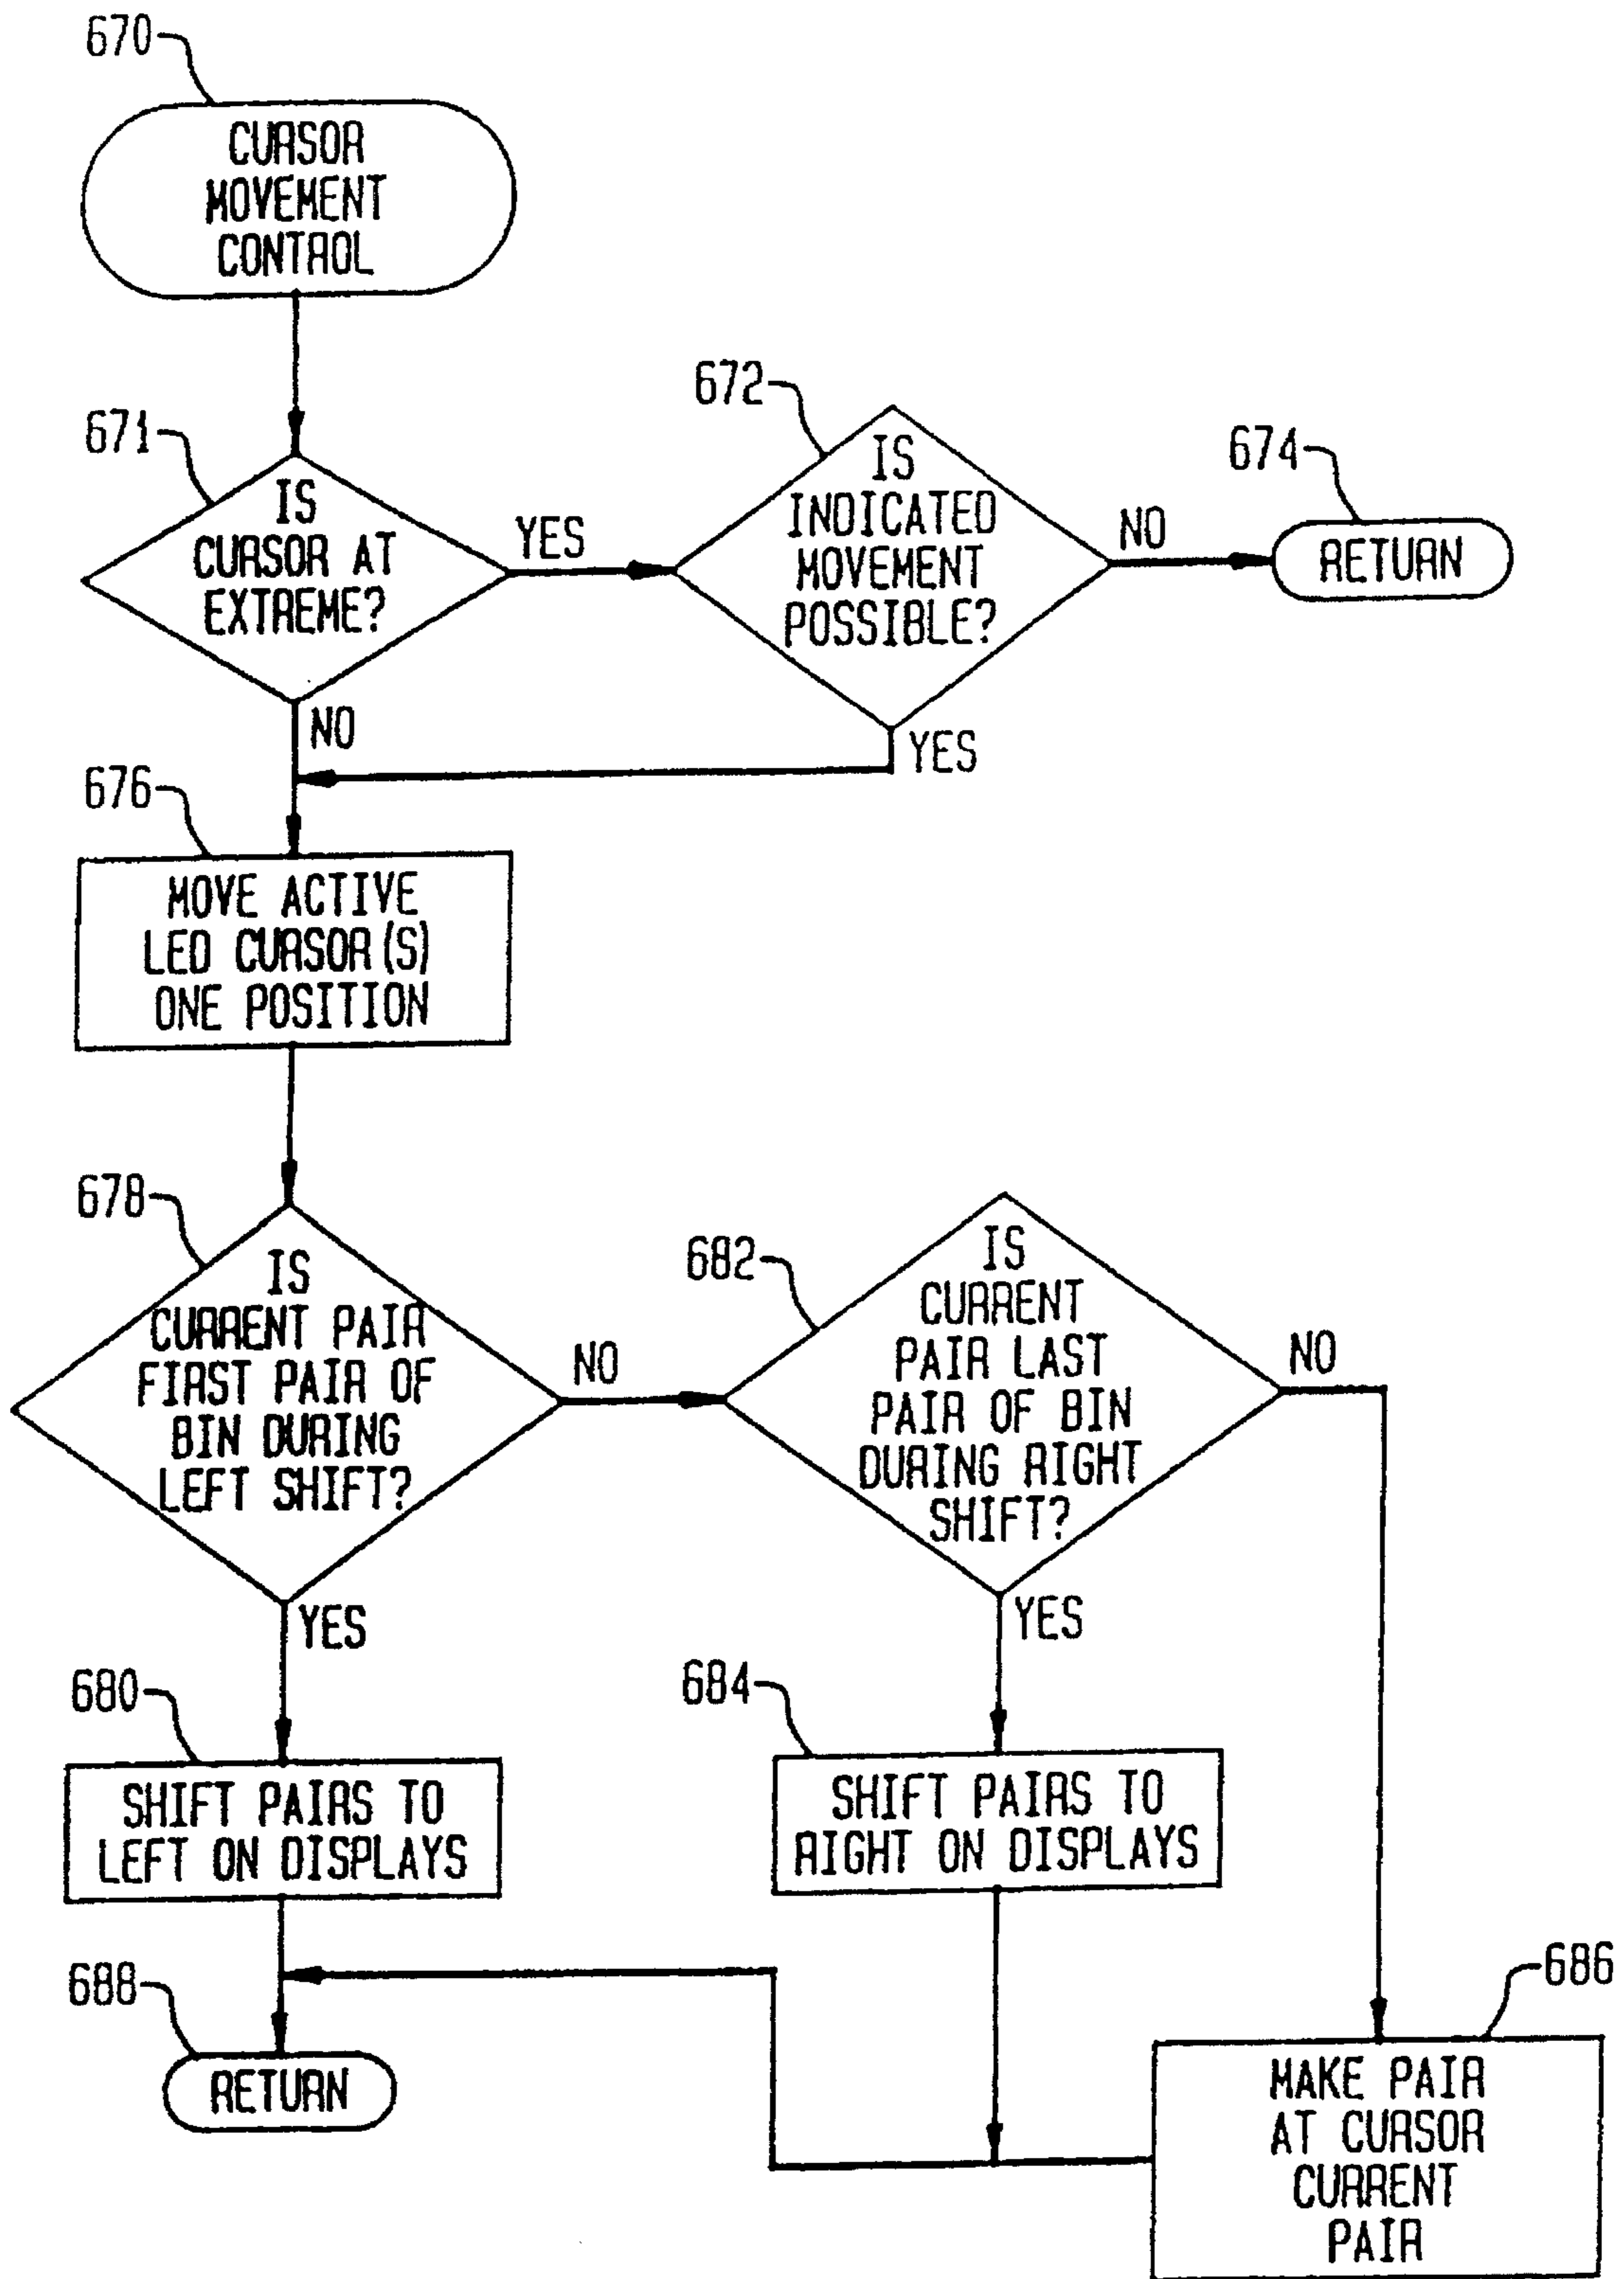 670
CURSOR
MOVEMENT
CONTROL
671
IS
CURSOR AT
EXTREME?
YES
NO
672
IS
INDICATED
MOVEMENT
POSSIBLE?
NO
YES
674
RETURN
676
MOVE ACTIVE
LED CURSOR(S)
ONE POSITION
678
IS
CURRENT PAIR
FIRST PAIR OF
BIN DURING
LEFT SHIFT?
NO
YES
682
IS
CURRENT
PAIR LAST
PAIR OF BIN
DURING RIGHT
SHIFT?
NO
YES
680
SHIFT PAIRS TO
LEFT ON DISPLAYS
684
SHIFT PAIRS TO
RIGHT ON DISPLAYS
686
MAKE PAIR
AT CURSOR
CURRENT
PAIR
688
RETURN